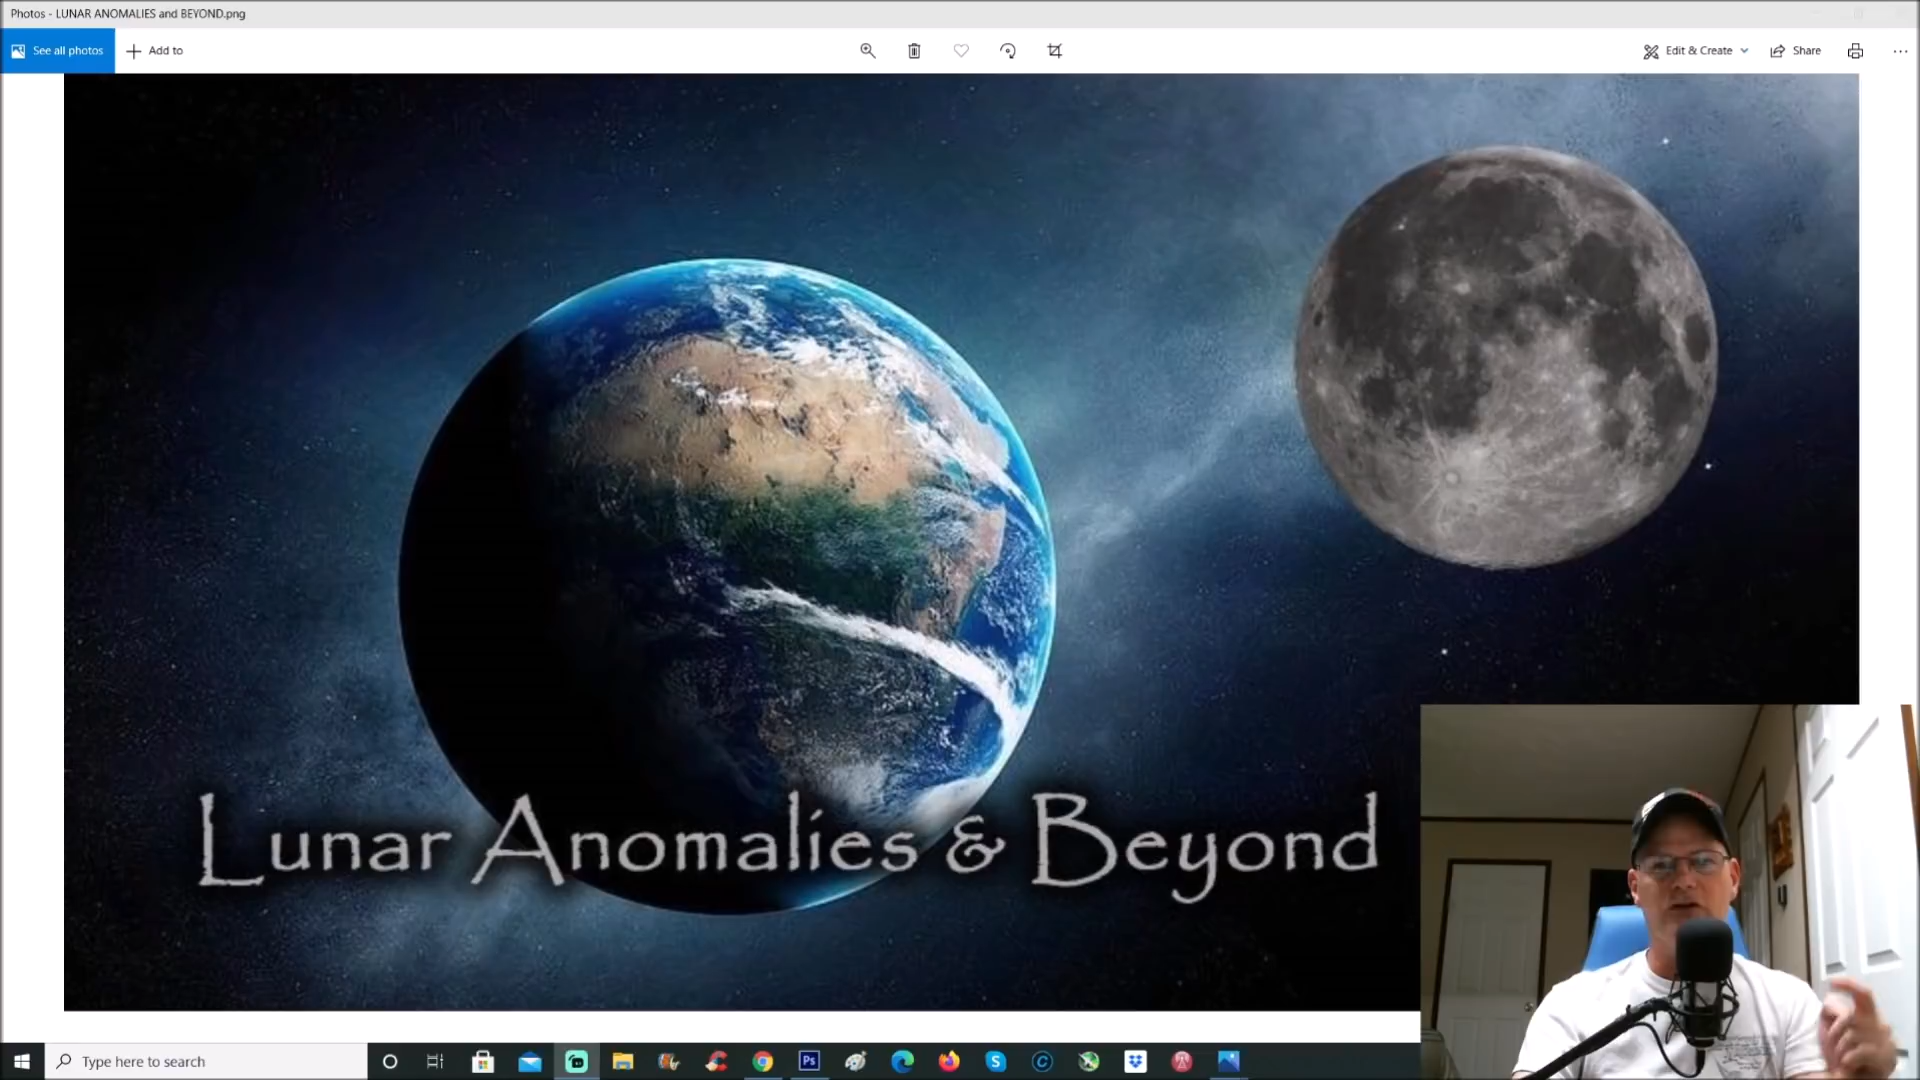 Photos - LUNAR ANOMALIES and BEYOND.png
See all photos
Add to
Edit & Create
Share
Lunar Anomalies & Beyond
Type here to search
Ps